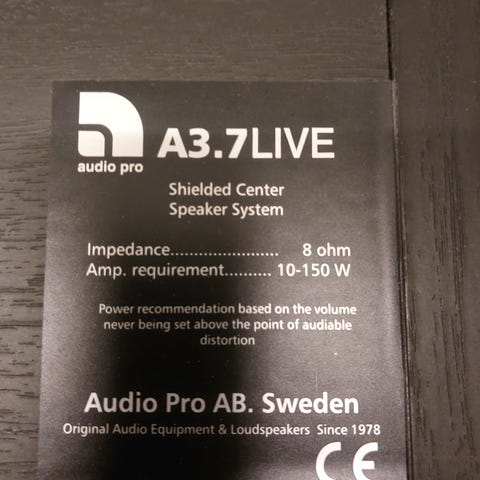 audio pro
A3.7LIVE
Shielded Center
Speaker System
Impedance....................... 8 ohm
Amp. requirement.......... 10-150 W
Power recommendation based on the volume
never being set above the point of audiable
distortion
Audio Pro AB. Sweden
Original Audio Equipment & Loudspeakers Since 1978
CE